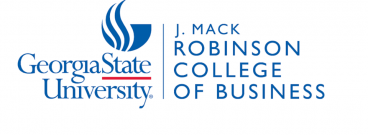 GeorgiaState
University®
J. MACK
ROBINSON
COLLEGE
OF BUSINESS